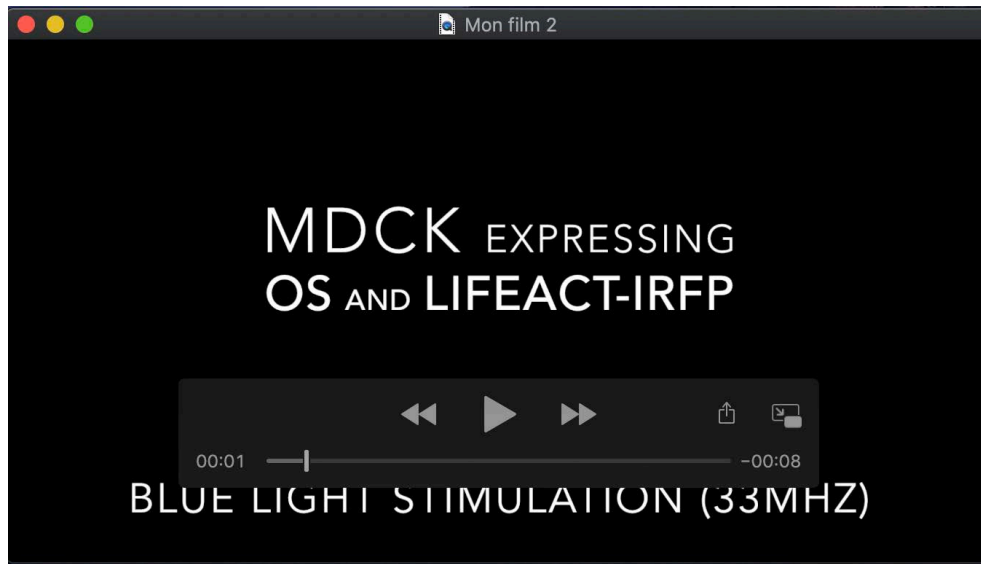 Mon film 2
MDCK EXPRESSING
OS AND LIFEACT-IRFP
00:01
-00:08
BLUE LIGHT STIMULATION (33MHZ)